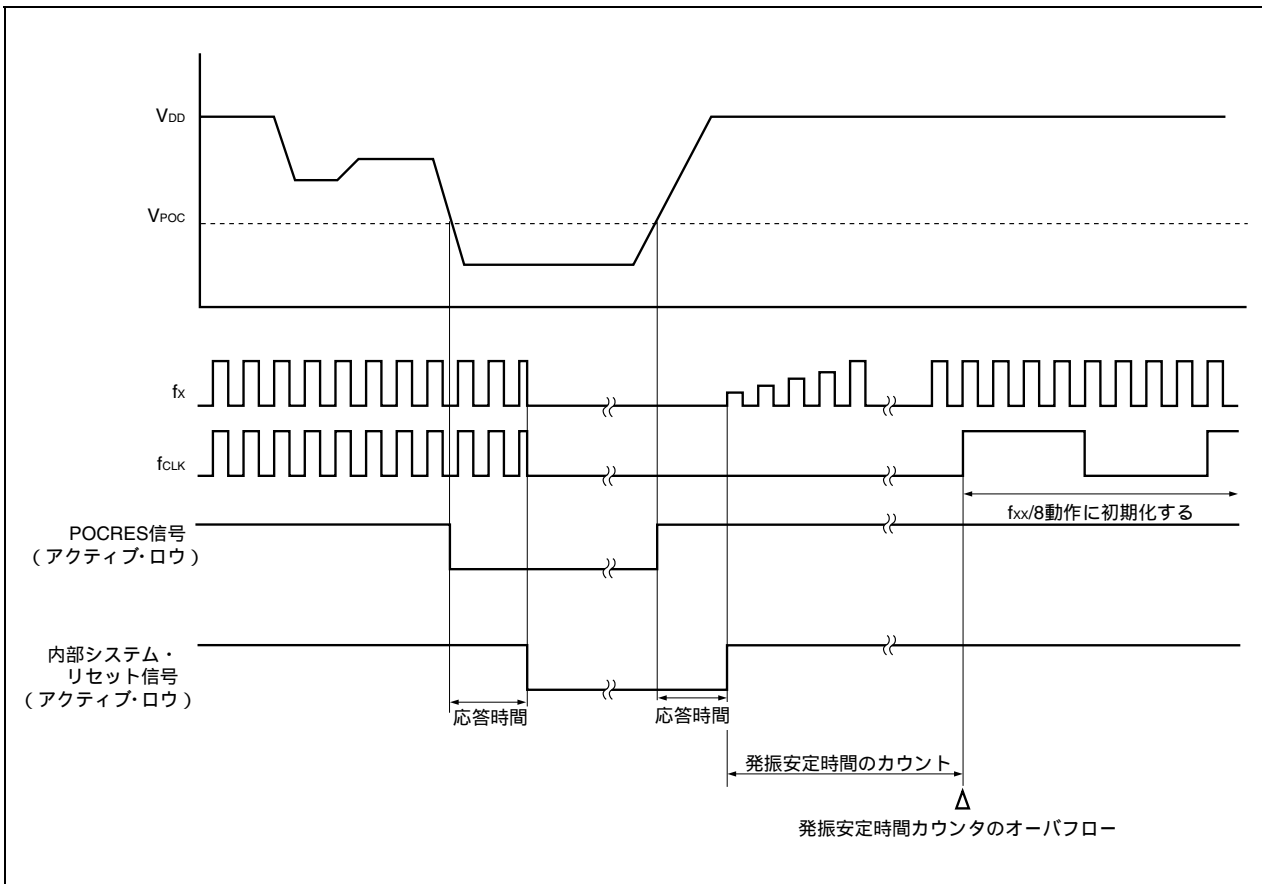 VDD
VPOC
fX
fCLK
fXX/8動作に初期化する
POCRES信号
（アクティブ・ロウ）
内部システム・
リセット信号
（アクティブ・ロウ）
応答時間
応答時間
発振安定時間のカウント
発振安定時間カウンタのオーバフロー